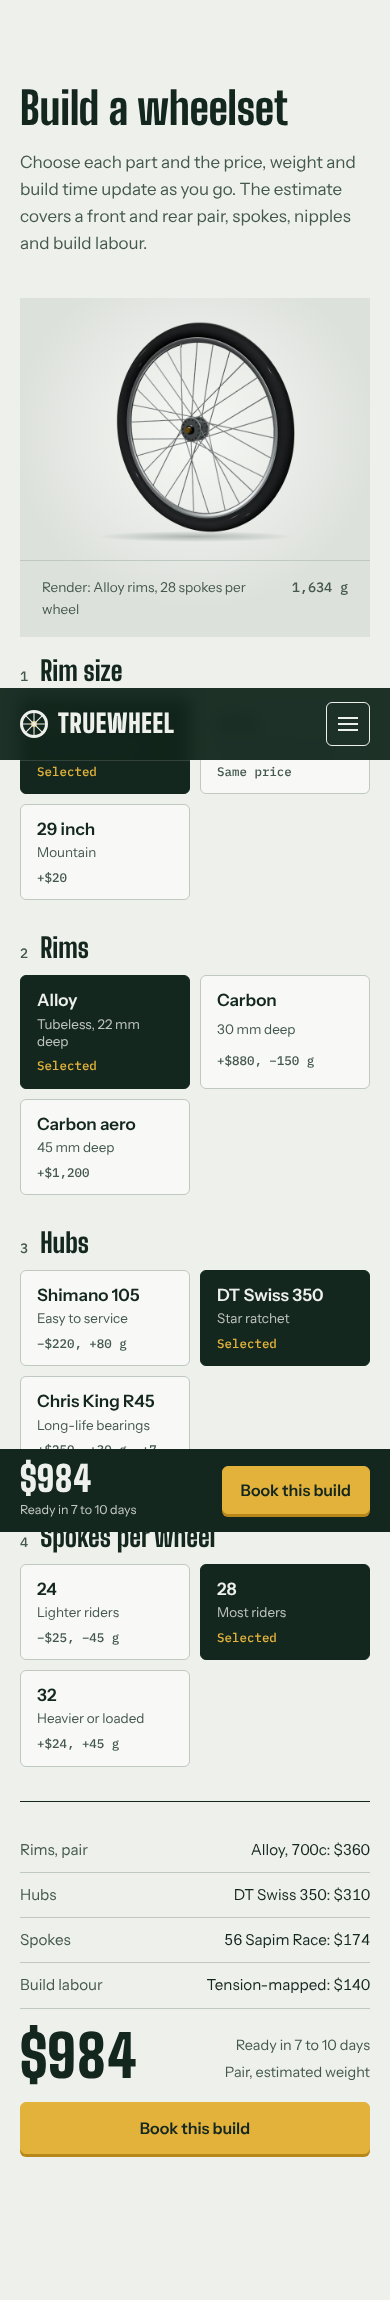 Build a wheelset
Choose each part and the price, weight and
build time update as you go. The estimate
covers a front and rear pair, spokes, nipples
and build labour.
Render: Alloy rims, 28 spokes per
wheel
1,634 g
1 Rim size
TRUEWHEEL
Selected
Same price
29 inch
Mountain
+$20
2 Rims
Alloy
Tubeless, 22 mm
deep
Selected
Carbon
30 mm deep
+$880, −150 g
Carbon aero
45 mm deep
+$1,200
3 Hubs
Shimano 105
Easy to service
−$220, +80 g
DT Swiss 350
Star ratchet
Selected
Chris King R45
Long-life bearings
$984
Ready in 7 to 10 days
Book this build
4 Spokes per wheel
24
Lighter riders
−$25, −45 g
28
Most riders
Selected
32
Heavier or loaded
+$24, +45 g
Rims, pair
Alloy, 700c: $360
Hubs
DT Swiss 350: $310
Spokes
56 Sapim Race: $174
Build labour
Tension-mapped: $140
$984
Ready in 7 to 10 days
Pair, estimated weight
Book this build